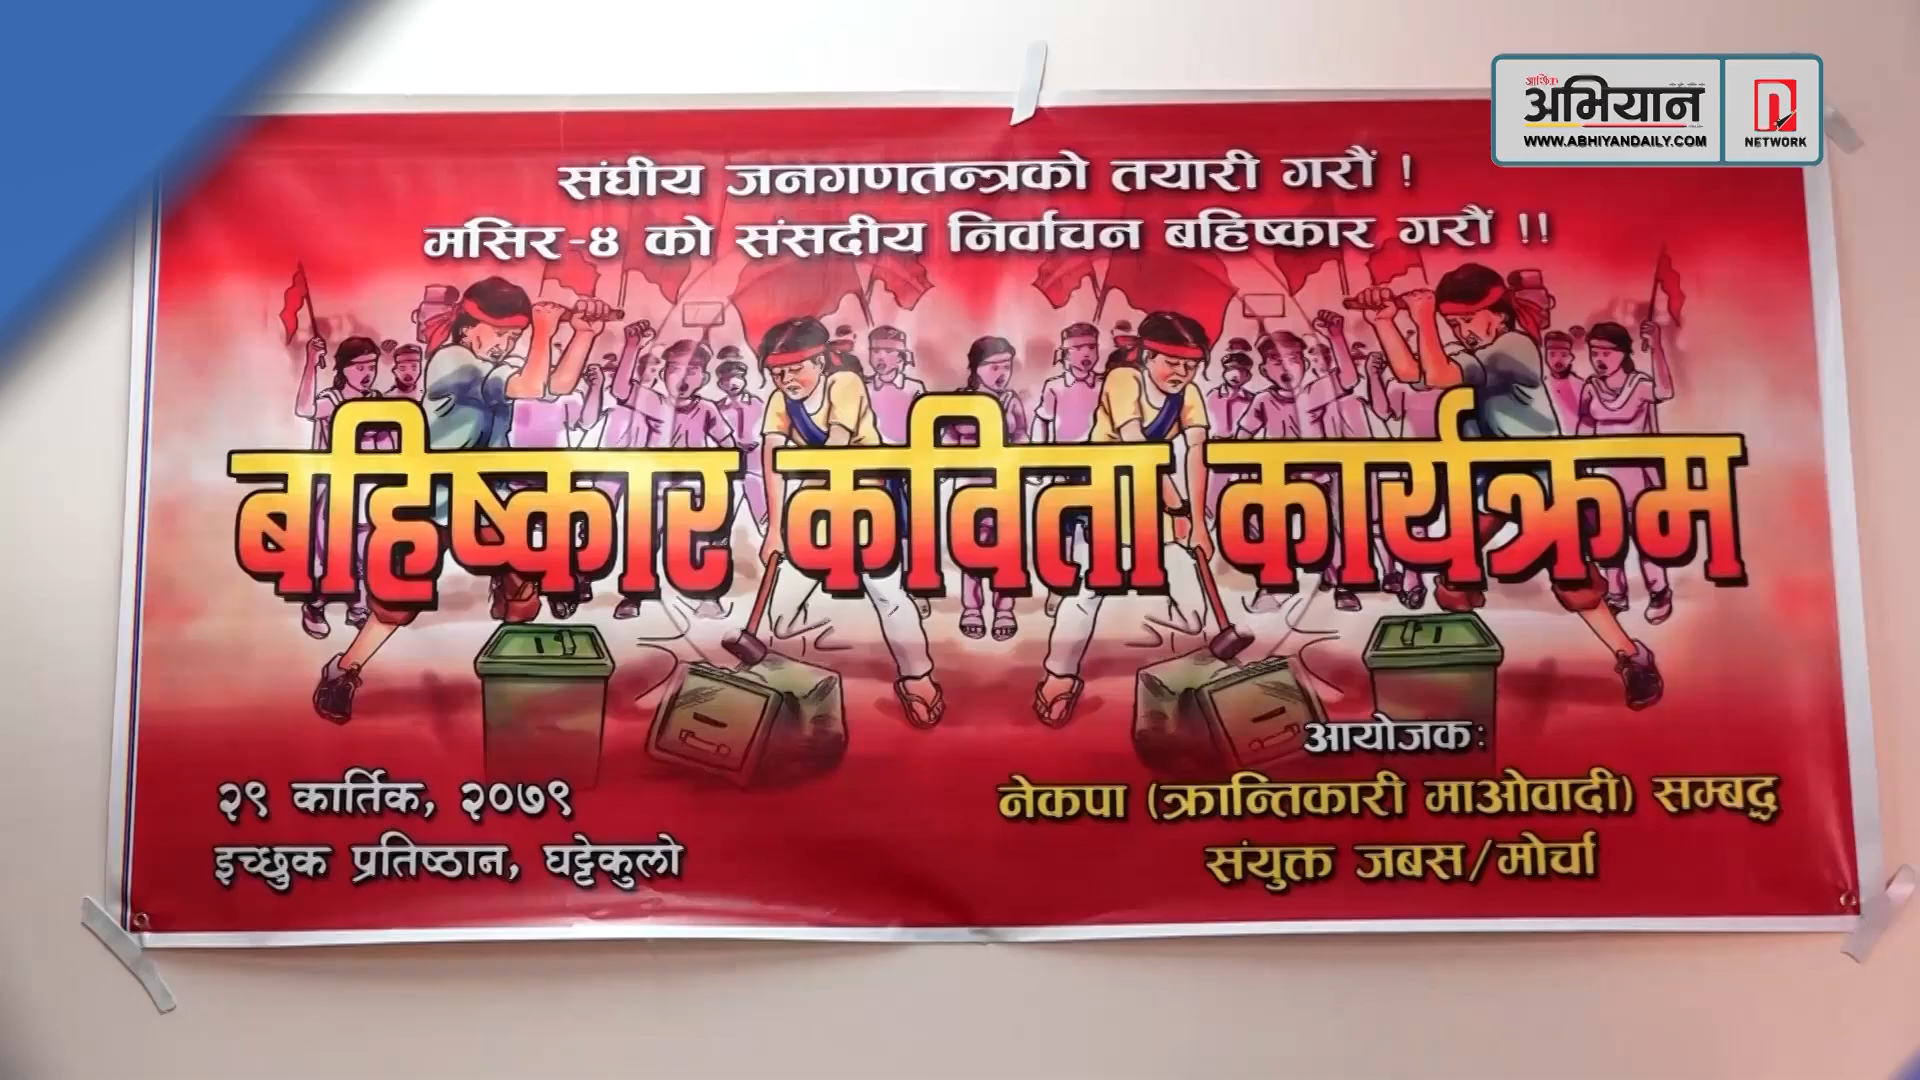 आर्थिक
अभियान
WWW.ABHIYANDAILY.COM
NETWORK
संघीय जनगणतन्त्रको तयारी गरौं !
मसिर-४ को संसदीय निर्वाचन बहिष्कार गरौं !!
बहिष्कार कविता कार्यक्रम
आयोजक:
२९ कार्तिक, २०७९
नेकपा (क्रान्तिकारी माओवादी) सम्बद्ध
इच्छुक प्रतिष्ठान, घट्टेकुलो
संयुक्त जबस/मोर्चा